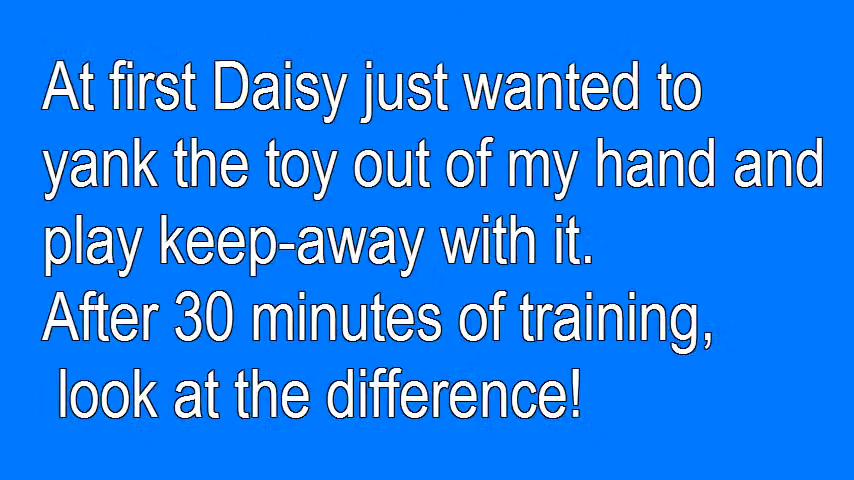 At first Daisy just wanted to
yank the toy out of my hand and
play keep-away with it.
After 30 minutes of training,
look at the difference!